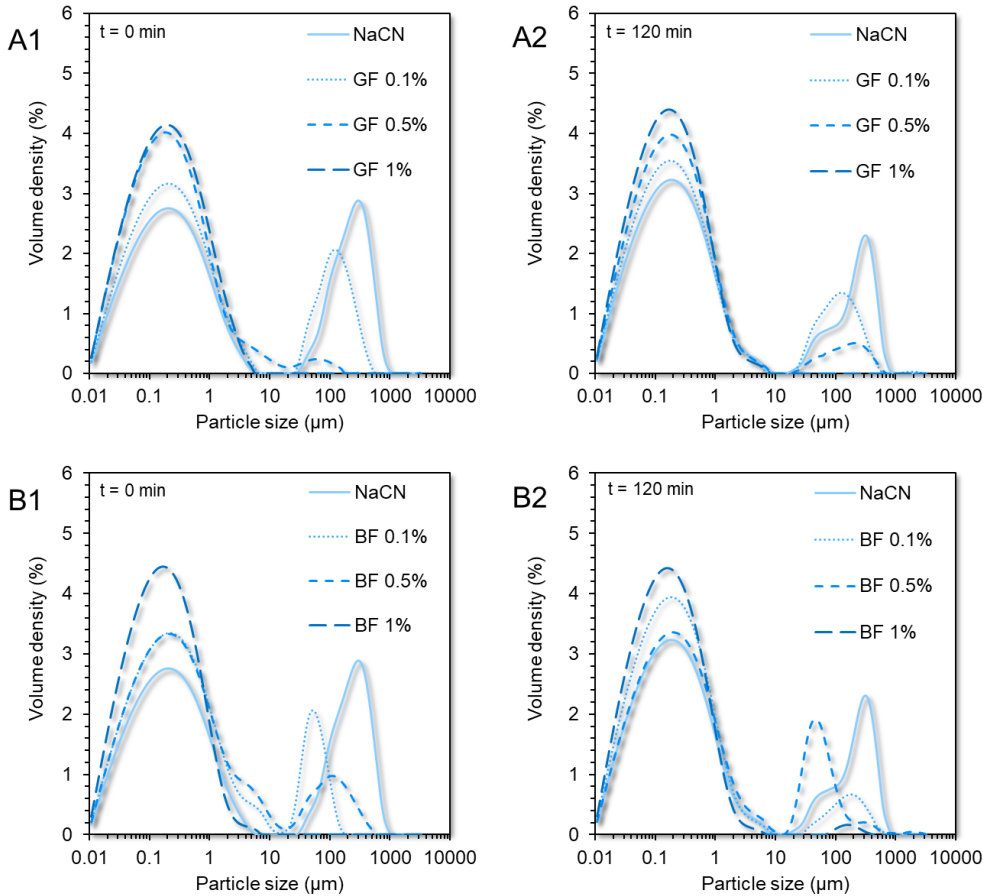 A1
t = 0 min
NaCN
GF 0.1%
GF 0.5%
GF 1%
Volume density (%)
6
5
4
3
2
1
0
0.01 0.1 1 10 100 1000 10000
Particle size (µm)
A2
t = 120 min
NaCN
GF 0.1%
GF 0.5%
GF 1%
Volume density (%)
6
5
4
3
2
1
0
0.01 0.1 1 10 100 1000 10000
Particle size (µm)
B1
t = 0 min
NaCN
BF 0.1%
BF 0.5%
BF 1%
Volume density (%)
6
5
4
3
2
1
0
0.01 0.1 1 10 100 1000 10000
Particle size (µm)
B2
t = 120 min
NaCN
BF 0.1%
BF 0.5%
BF 1%
Volume density (%)
6
5
4
3
2
1
0
0.01 0.1 1 10 100 1000 10000
Particle size (µm)